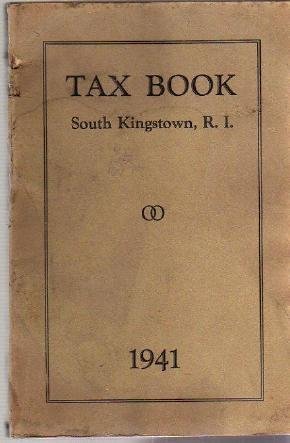 TAX BOOK
South Kingstown, R. I.
1941